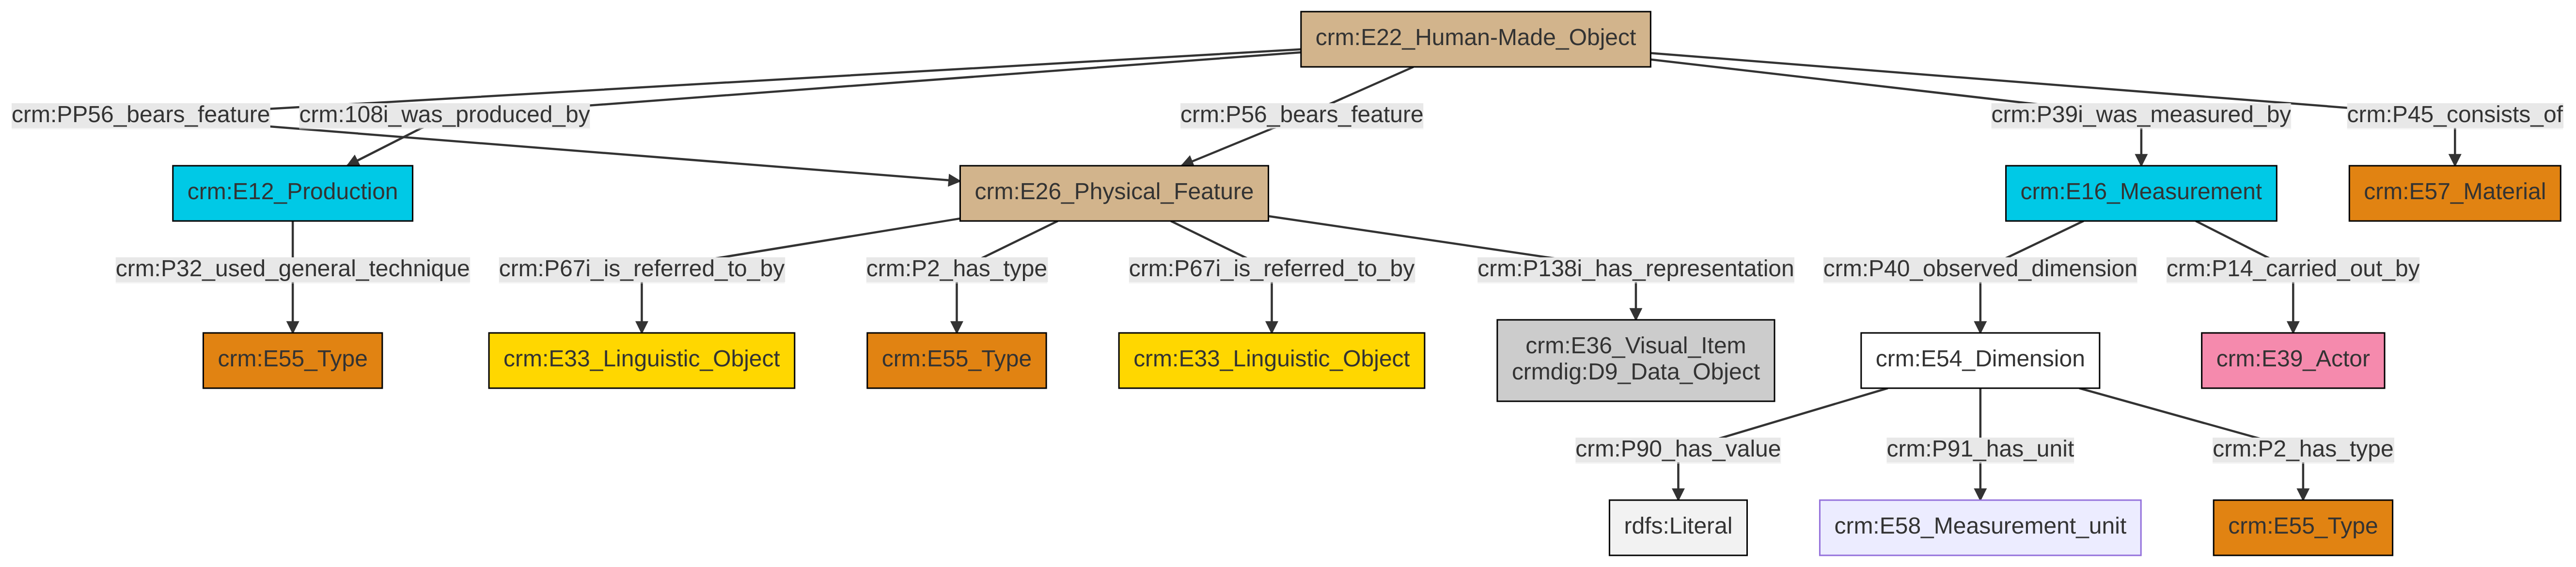 crm:E22_Human-Made_Object
crm:PP56_bears_feature
crm:108i_was_produced_by
crm:P56_bears_feature
crm:P39i_was_measured_by
crm:P45_consists_of
crm:E12_Production
crm:E26_Physical_Feature
crm:E16_Measurement
crm:E57_Material
crm:P32_used_general_technique
crm:P67i_is_referred_to_by
crm:P2_has_type
crm:P67i_is_referred_to_by
crm:P138i_has_representation
crm:P40_observed_dimension
crm:P14_carried_out_by
crm:E55_Type
crm:E33_Linguistic_Object
crm:E55_Type
crm:E33_Linguistic_Object
crm:E36_Visual_Item
crmdig:D9_Data_Object
crm:E54_Dimension
crm:E39_Actor
crm:P90_has_value
crm:P91_has_unit
crm:P2_has_type
rdfs:Literal
crm:E58_Measurement_unit
crm:E55_Type